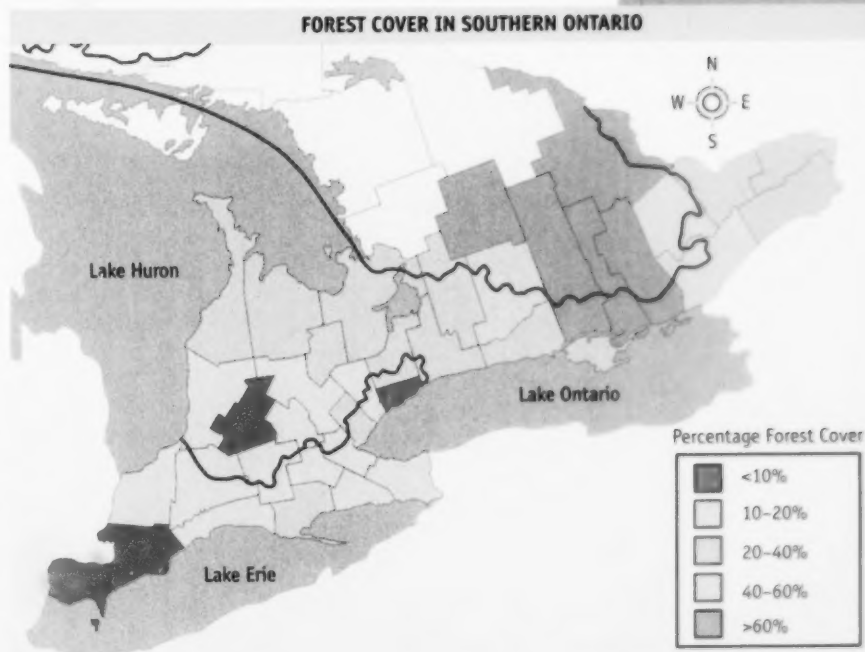 FOREST COVER IN SOUTHERN ONTARIO
N
W E
S
Lake Huron
Lake Ontario
Lake Erie
Percentage Forest Cover
<10%
10–20%
20–40%
40–60%
>60%